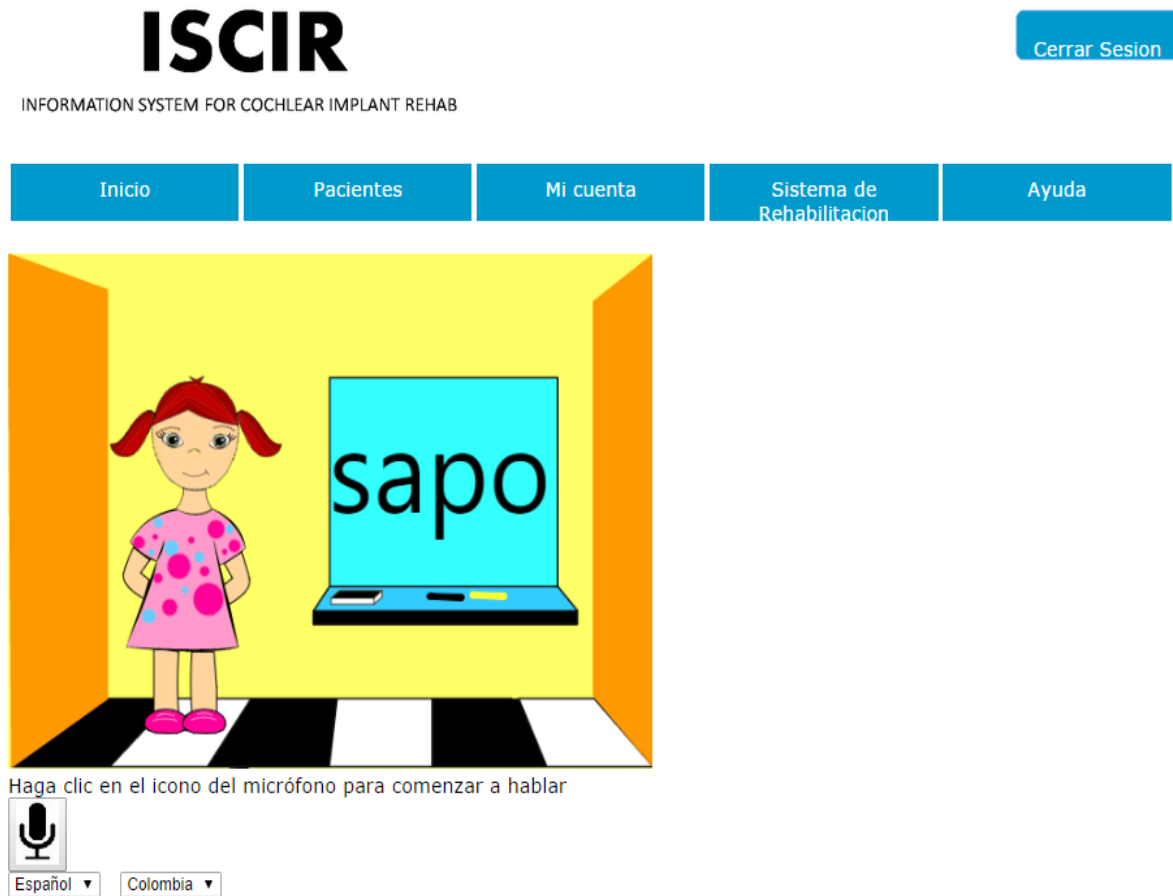 ISCIR
Cerrar Sesion
INFORMATION SYSTEM FOR COCHLEAR IMPLANT REHAB
Inicio
Pacientes
Mi cuenta
Sistema de
Rehabilitacion
Ayuda
sapo
Haga clic en el icono del micrófono para comenzar a hablar
Español
Colombia